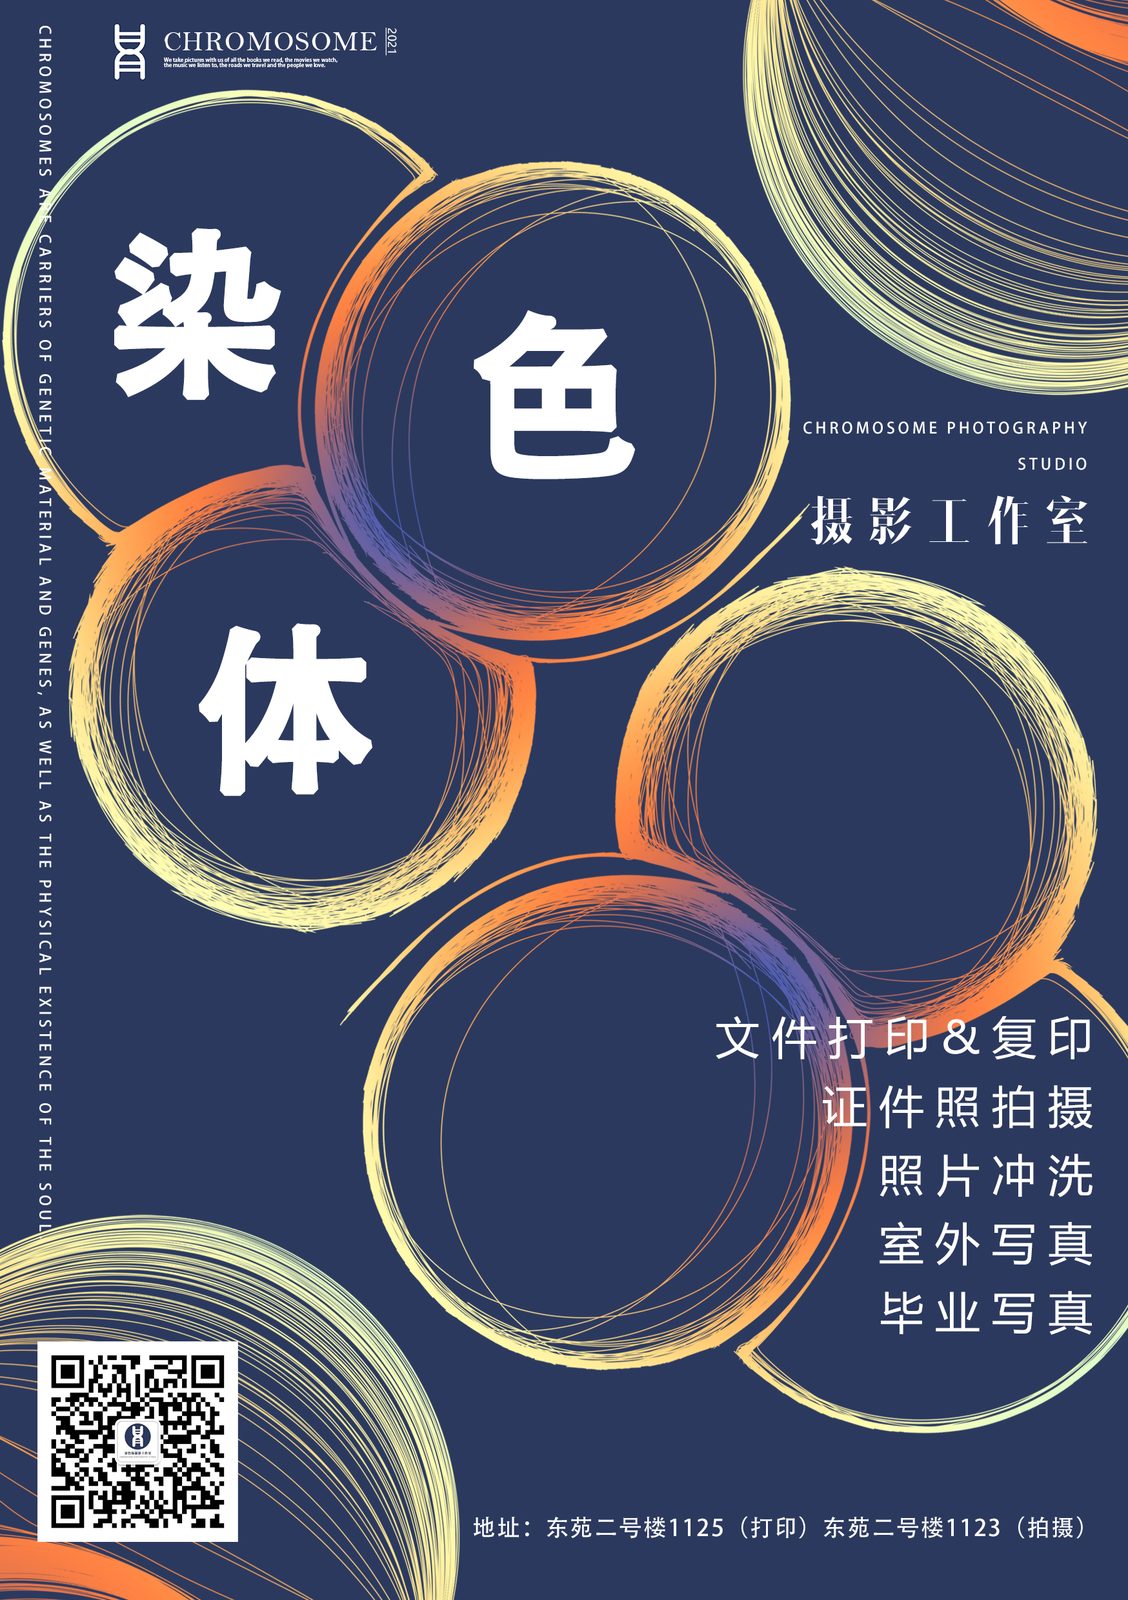 CHROMOSOME 2021
We take pictures with us of all the books we read, the movies we watch,
the music we listen to, the roads we travel and the people we love.
CHROMOSOMES ARE CARRIERS OF GENETIC MATERIAL AND GENES, AS WELL AS THE PHYSICAL EXISTENCE OF THE SOUL
染
色
体
CHROMOSOME PHOTOGRAPHY
STUDIO
摄影工作室
文件打印&复印
证件照拍摄
照片冲洗
室外写真
毕业写真
地址：东苑二号楼1125（打印）东苑二号楼1123（拍摄）